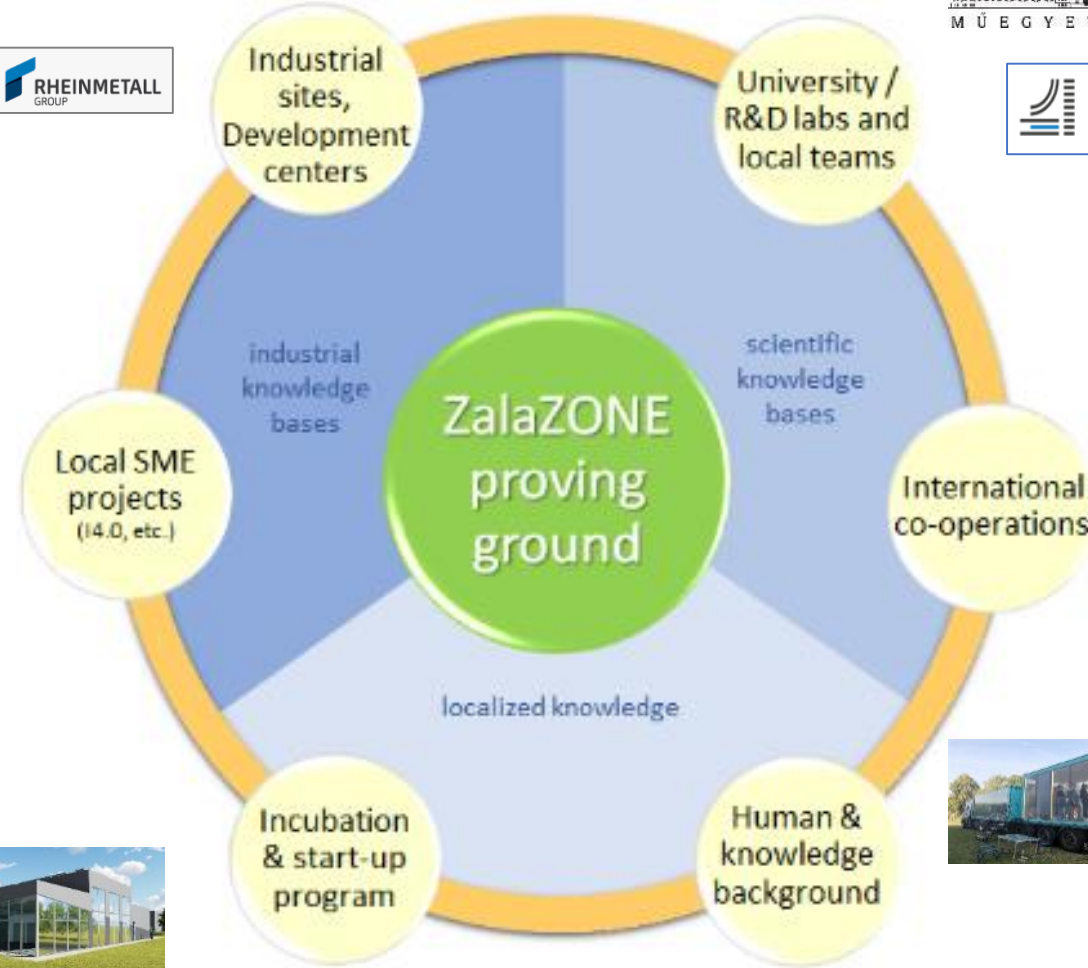 MŰEGYE
RHEINMETALL
GROUP
Industrial
sites,
Development
centers
University /
R&D labs and
local teams
industrial
knowledge
bases
scientific
knowledge
bases
ZalaZONE
proving
ground
Local SME
projects
(I4.0, etc.)
International
co-operations
localized knowledge
Incubation
& start-up
program
Human &
knowledge
background